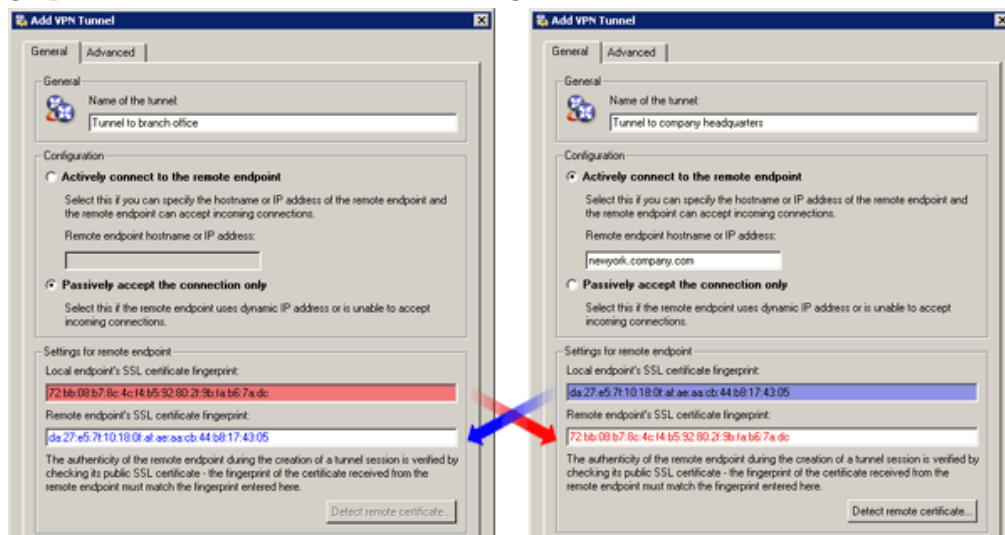 Add VPN Tunnel
General
Advanced
General
Name of the tunnel:
Tunnel to branch office
Configuration
Actively connect to the remote endpoint
Select this if you can specify the hostname or IP address of the remote endpoint and
the remote endpoint can accept incoming connections.
Remote endpoint hostname or IP address:
Passively accept the connection only
Select this if the remote endpoint uses dynamic IP address or is unable to accept
incoming connections.
Settings for remote endpoint
Local endpoint's SSL certificate fingerprint:
72:bb:08:b7:8c:4c:f4:b5:92:80:2f:9b:fa:b6:7a:dc
Remote endpoint's SSL certificate fingerprint:
da:27:e5:7f:10:18:0f:af:ae:aa:cb:44:b8:17:43:05
The authenticity of the remote endpoint during the creation of a tunnel session is verified by
checking its public SSL certificate - the fingerprint of the certificate received from the
remote endpoint must match the fingerprint entered here.
Detect remote certificate...
Add VPN Tunnel
General
Advanced
General
Name of the tunnel:
Tunnel to company headquarters
Configuration
Actively connect to the remote endpoint
Select this if you can specify the hostname or IP address of the remote endpoint and
the remote endpoint can accept incoming connections.
Remote endpoint hostname or IP address:
newyork.company.com
Passively accept the connection only
Select this if the remote endpoint uses dynamic IP address or is unable to accept
incoming connections.
Settings for remote endpoint
Local endpoint's SSL certificate fingerprint:
da:27:e5:7f:10:18:0f:af:ae:aa:cb:44:b8:17:43:05
Remote endpoint's SSL certificate fingerprint:
72:bb:08:b7:8c:4c:f4:b5:92:80:2f:9b:fa:b6:7a:dc
The authenticity of the remote endpoint during the creation of a tunnel session is verified by
checking its public SSL certificate - the fingerprint of the certificate received from the
remote endpoint must match the fingerprint entered here.
Detect remote certificate...